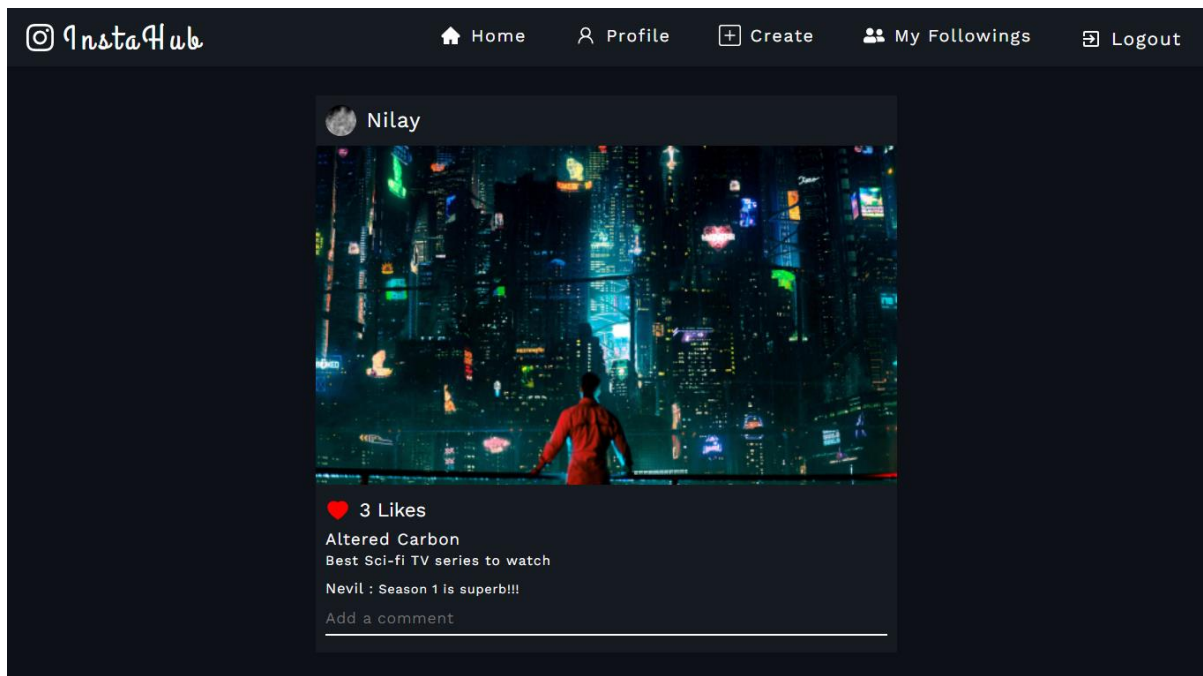 InstaHub
Home Profile Create My Followings Logout
Nilay
3 Likes
Altered Carbon
Best Sci-fi TV series to watch
Nevil : Season 1 is superb!!!
Add a comment